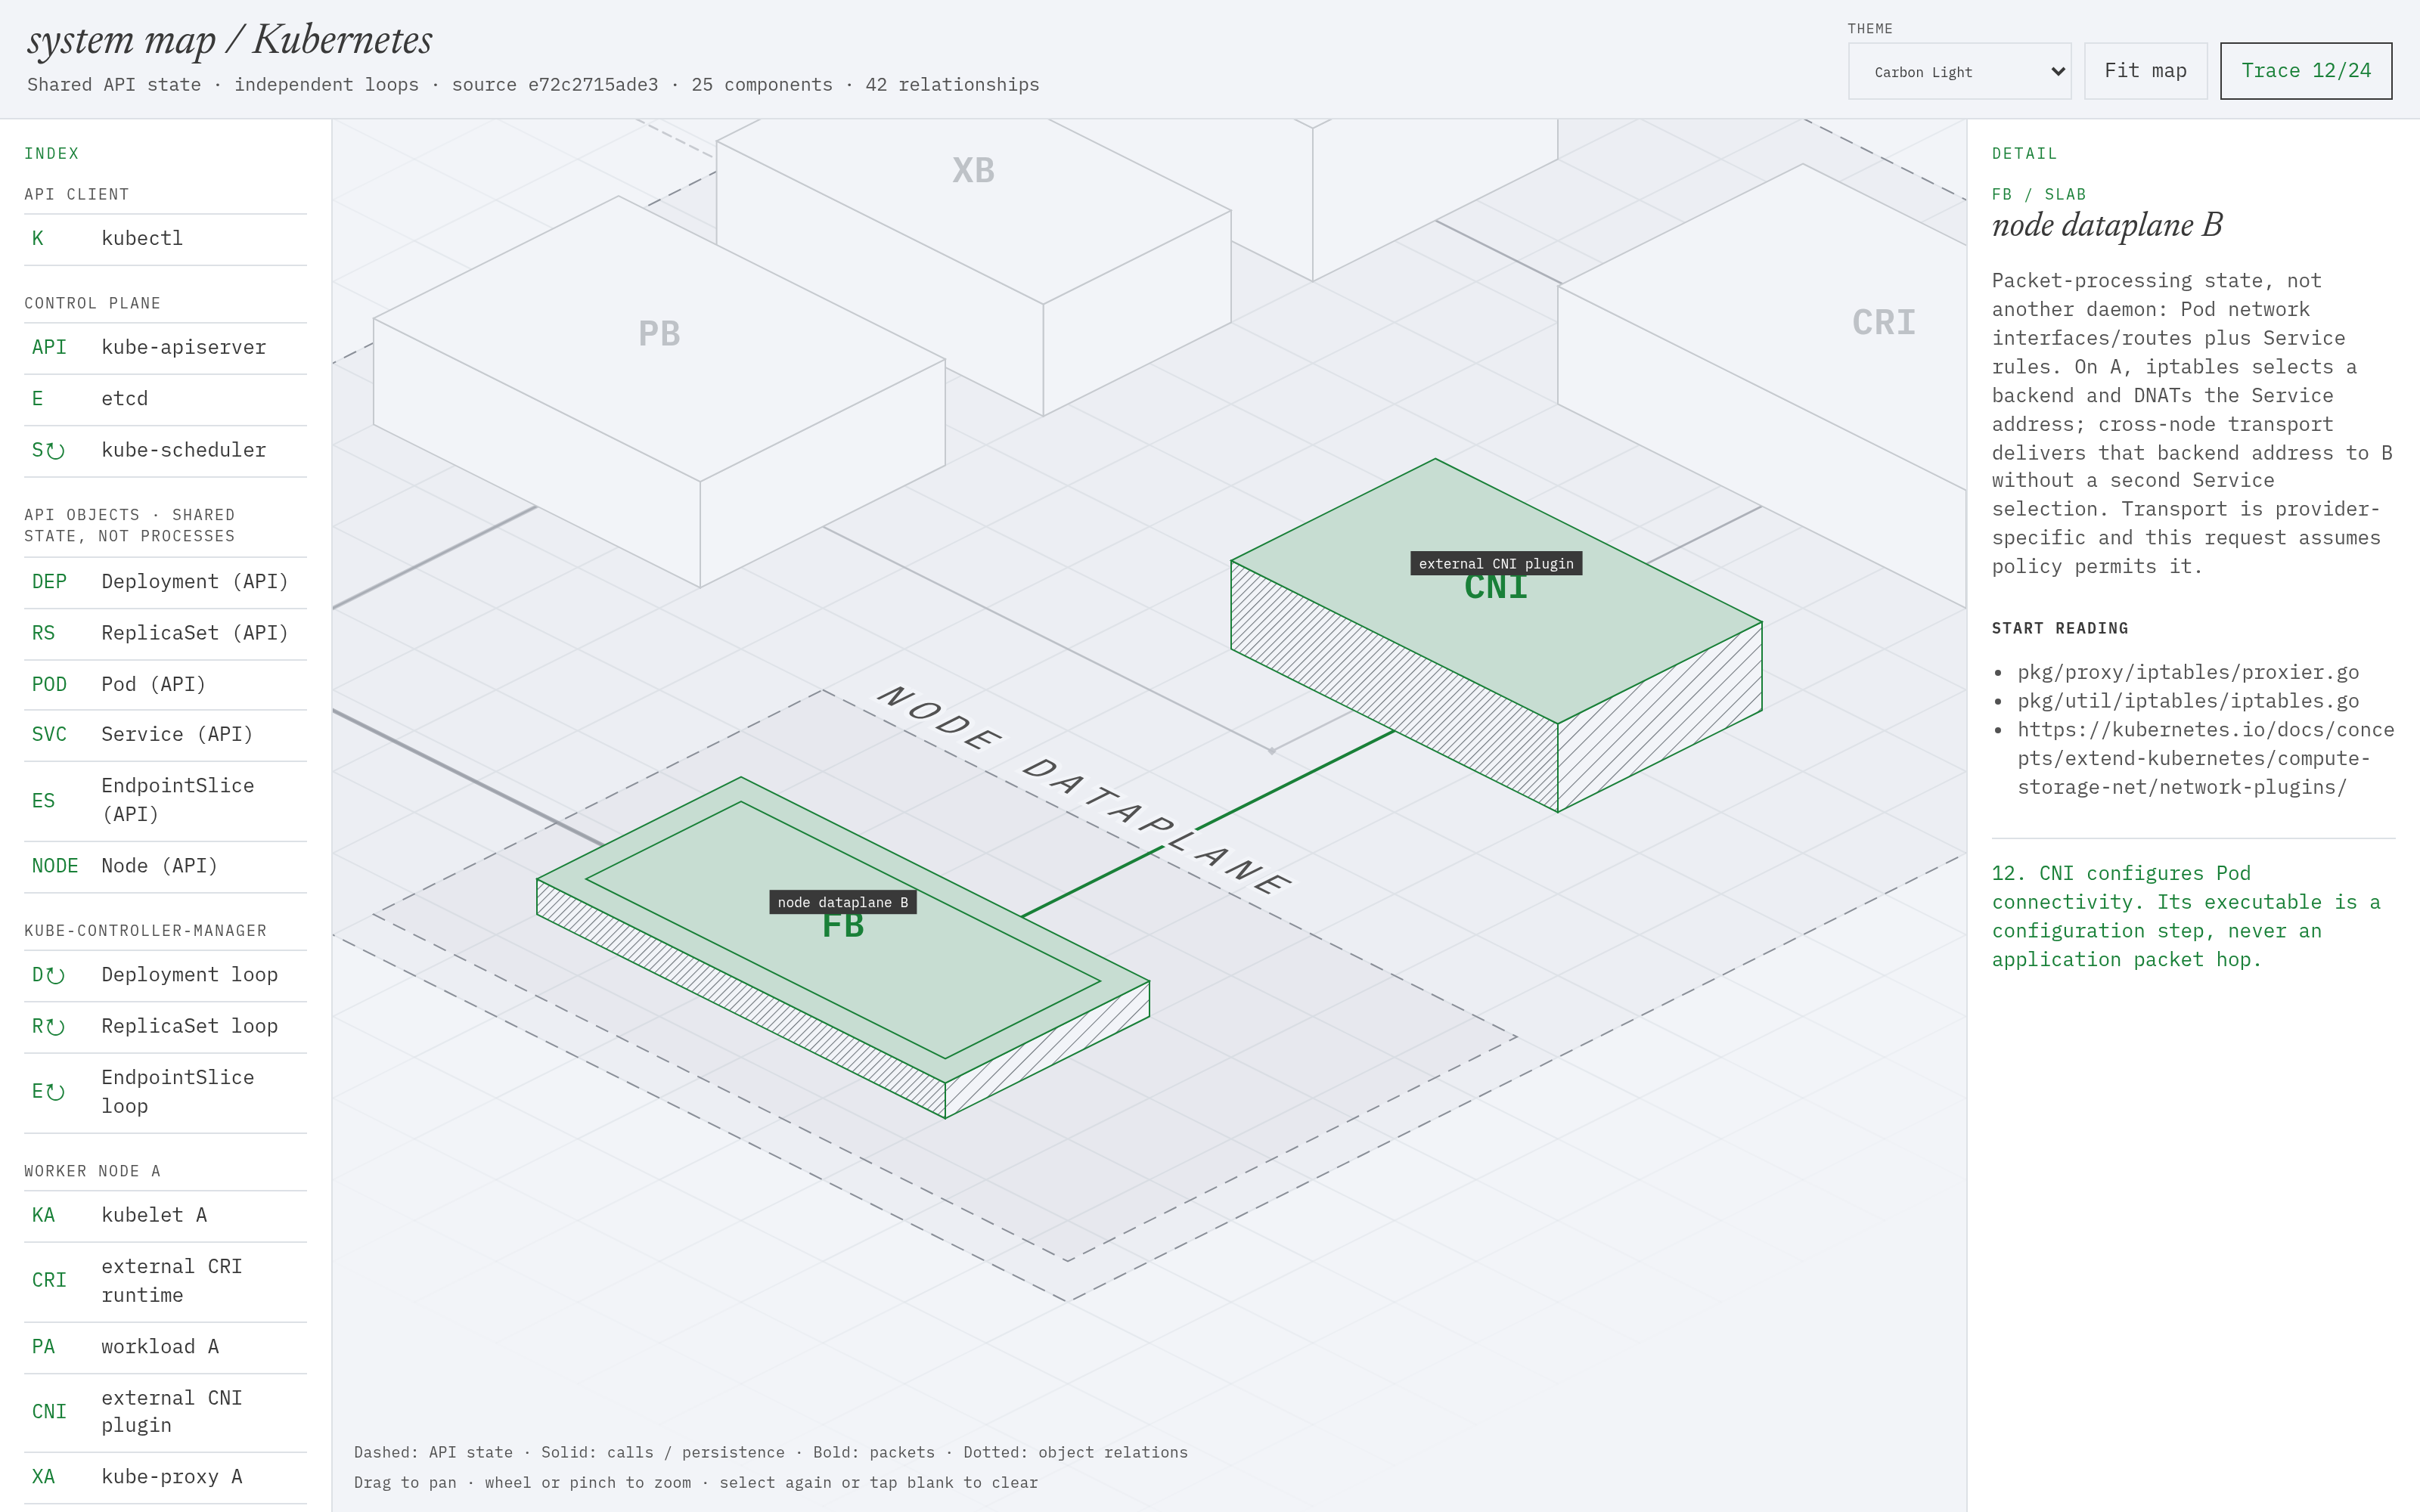 system map / Kubernetes
Shared API state · independent loops · source e72c2715ade3 · 25 components · 42 relationships
THEME
Carbon Light
Fit map
Trace 12/24
INDEX
API CLIENT
K kubectl
CONTROL PLANE
API kube-apiserver
E etcd
S↻ kube-scheduler
API OBJECTS · SHARED
STATE, NOT PROCESSES
DEP Deployment (API)
RS ReplicaSet (API)
POD Pod (API)
SVC Service (API)
ES EndpointSlice
(API)
NODE Node (API)
KUBE-CONTROLLER-MANAGER
D↻ Deployment loop
R↻ ReplicaSet loop
E↻ EndpointSlice
loop
WORKER NODE A
KA kubelet A
CRI external CRI
runtime
PA workload A
CNI external CNI
plugin
XA kube-proxy A
XB
PB
CRI
external CNI plugin
CNI
NODE DATAPLANE
node dataplane B
FB
Dashed: API state · Solid: calls / persistence · Bold: packets · Dotted: object relations
Drag to pan · wheel or pinch to zoom · select again or tap blank to clear
DETAIL
FB / SLAB
node dataplane B
Packet-processing state, not
another daemon: Pod network
interfaces/routes plus Service
rules. On A, iptables selects a
backend and DNATs the Service
address; cross-node transport
delivers that backend address to B
without a second Service
selection. Transport is provider-
specific and this request assumes
policy permits it.
START READING
• pkg/proxy/iptables/proxier.go
• pkg/util/iptables/iptables.go
• https://kubernetes.io/docs/conce
pts/extend-kubernetes/compute-
storage-net/network-plugins/
12. CNI configures Pod
connectivity. Its executable is a
configuration step, never an
application packet hop.